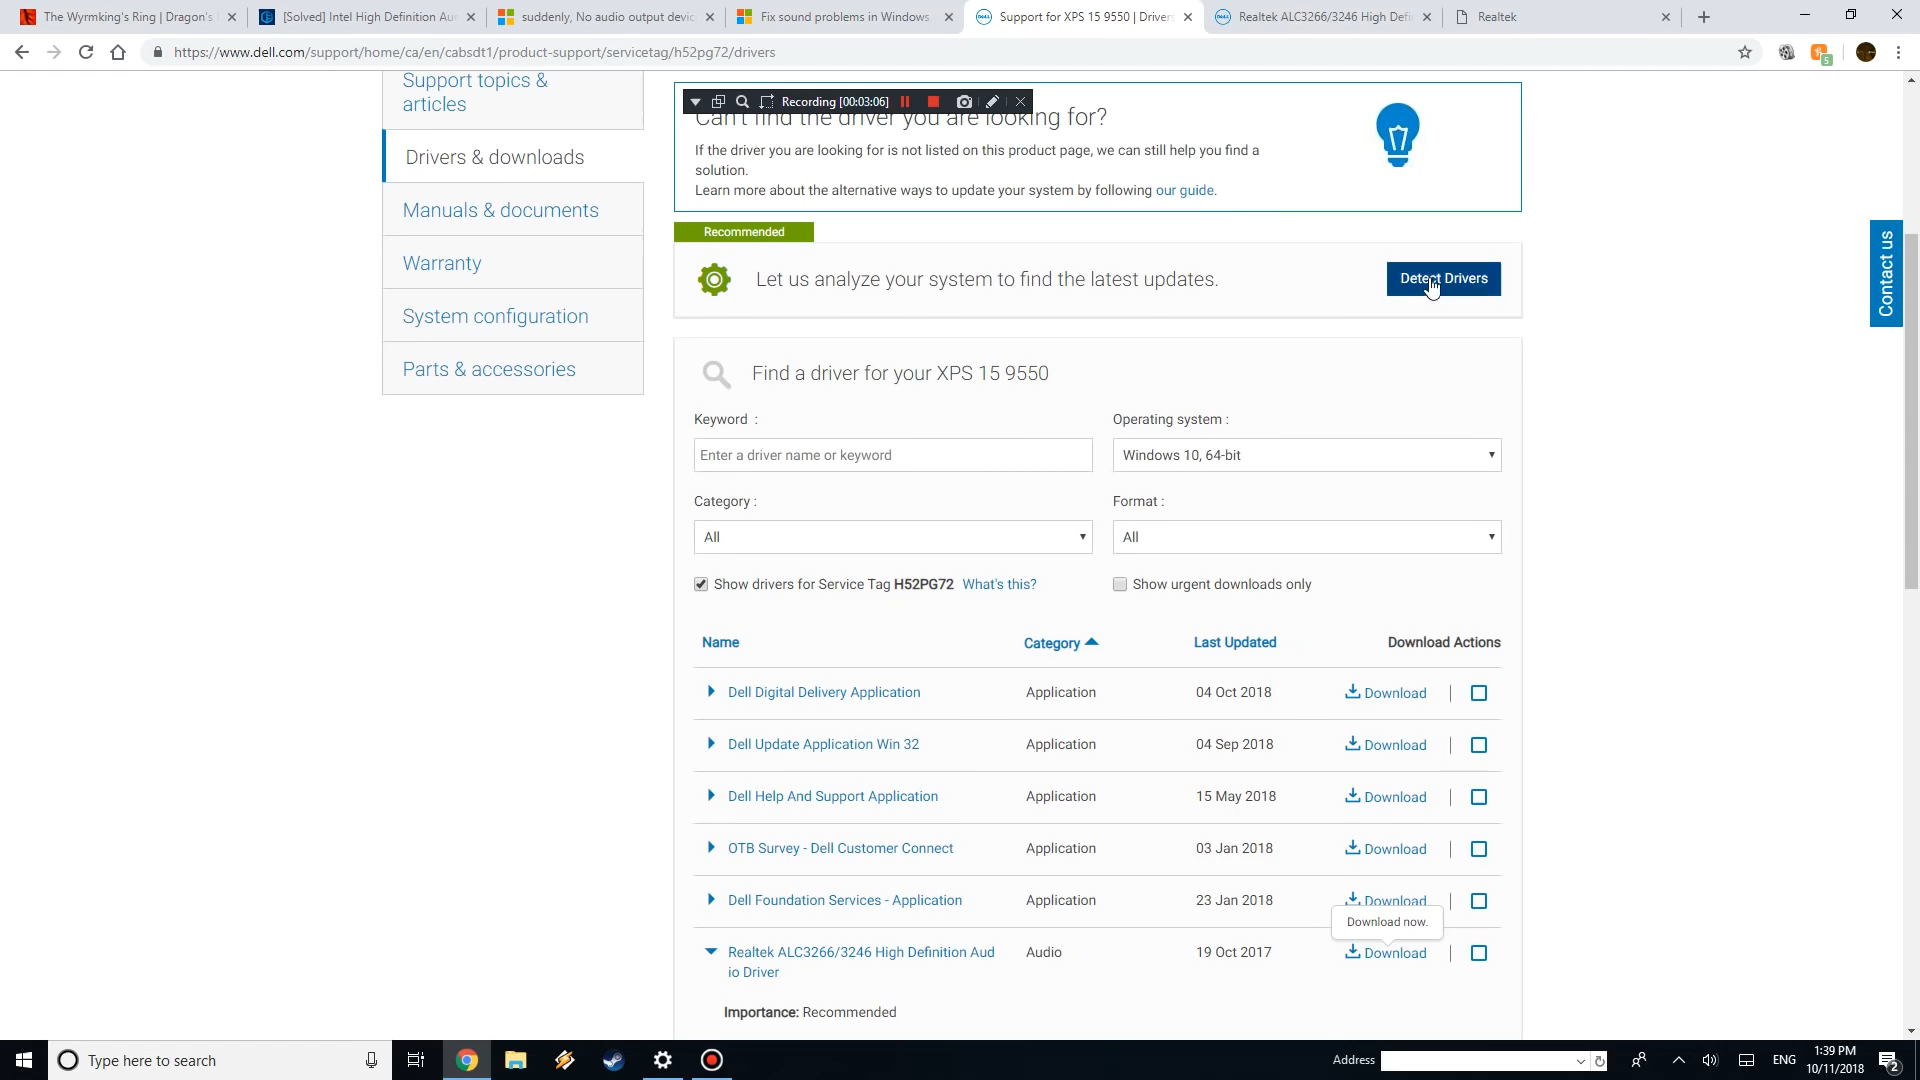 The Wyrmking's Ring | Dragon's
[Solved] Intel High Definition Au
suddenly, No audio output devic
Fix sound problems in Windows
Support for XPS 15 9550 | Drivers
Realtek ALC3266/3246 High Defi
Realtek
https://www.dell.com/support/home/ca/en/cabsdt1/product-support/servicetag/h52pg72/drivers
5
Support topics &
articles
Drivers & downloads
Manuals & documents
Warranty
System configuration
Parts & accessories
Recording [00:03:06]
Can't find the driver you are looking for?
If the driver you are looking for is not listed on this product page, we can still help you find a
solution.
Learn more about the alternative ways to update your system by following our guide.
Recommended
Let us analyze your system to find the latest updates.
Detect Drivers
Contact us
Find a driver for your XPS 15 9550
Keyword :
Operating system :
Enter a driver name or keyword
Windows 10, 64-bit
Category :
Format :
All
All
Show drivers for Service Tag H52PG72 What's this?
Show urgent downloads only
Name Category Last Updated Download Actions
Dell Digital Delivery Application Application 04 Oct 2018 Download |
Dell Update Application Win 32 Application 04 Sep 2018 Download |
Dell Help And Support Application Application 15 May 2018 Download |
OTB Survey - Dell Customer Connect Application 03 Jan 2018 Download |
Dell Foundation Services - Application Application 23 Jan 2018 Download |
Download now.
Realtek ALC3266/3246 High Definition Aud Audio 19 Oct 2017 Download |
io Driver
Importance: Recommended
Type here to search
Address
ENG
1:39 PM
10/11/2018
2